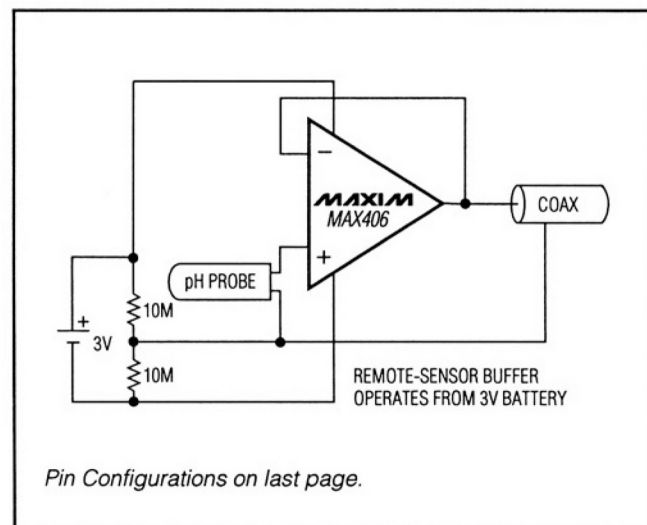 −
MAXIM
MAX406
+
COAX
pH PROBE
+
10M
3V
10M
REMOTE-SENSOR BUFFER
OPERATES FROM 3V BATTERY
Pin Configurations on last page.